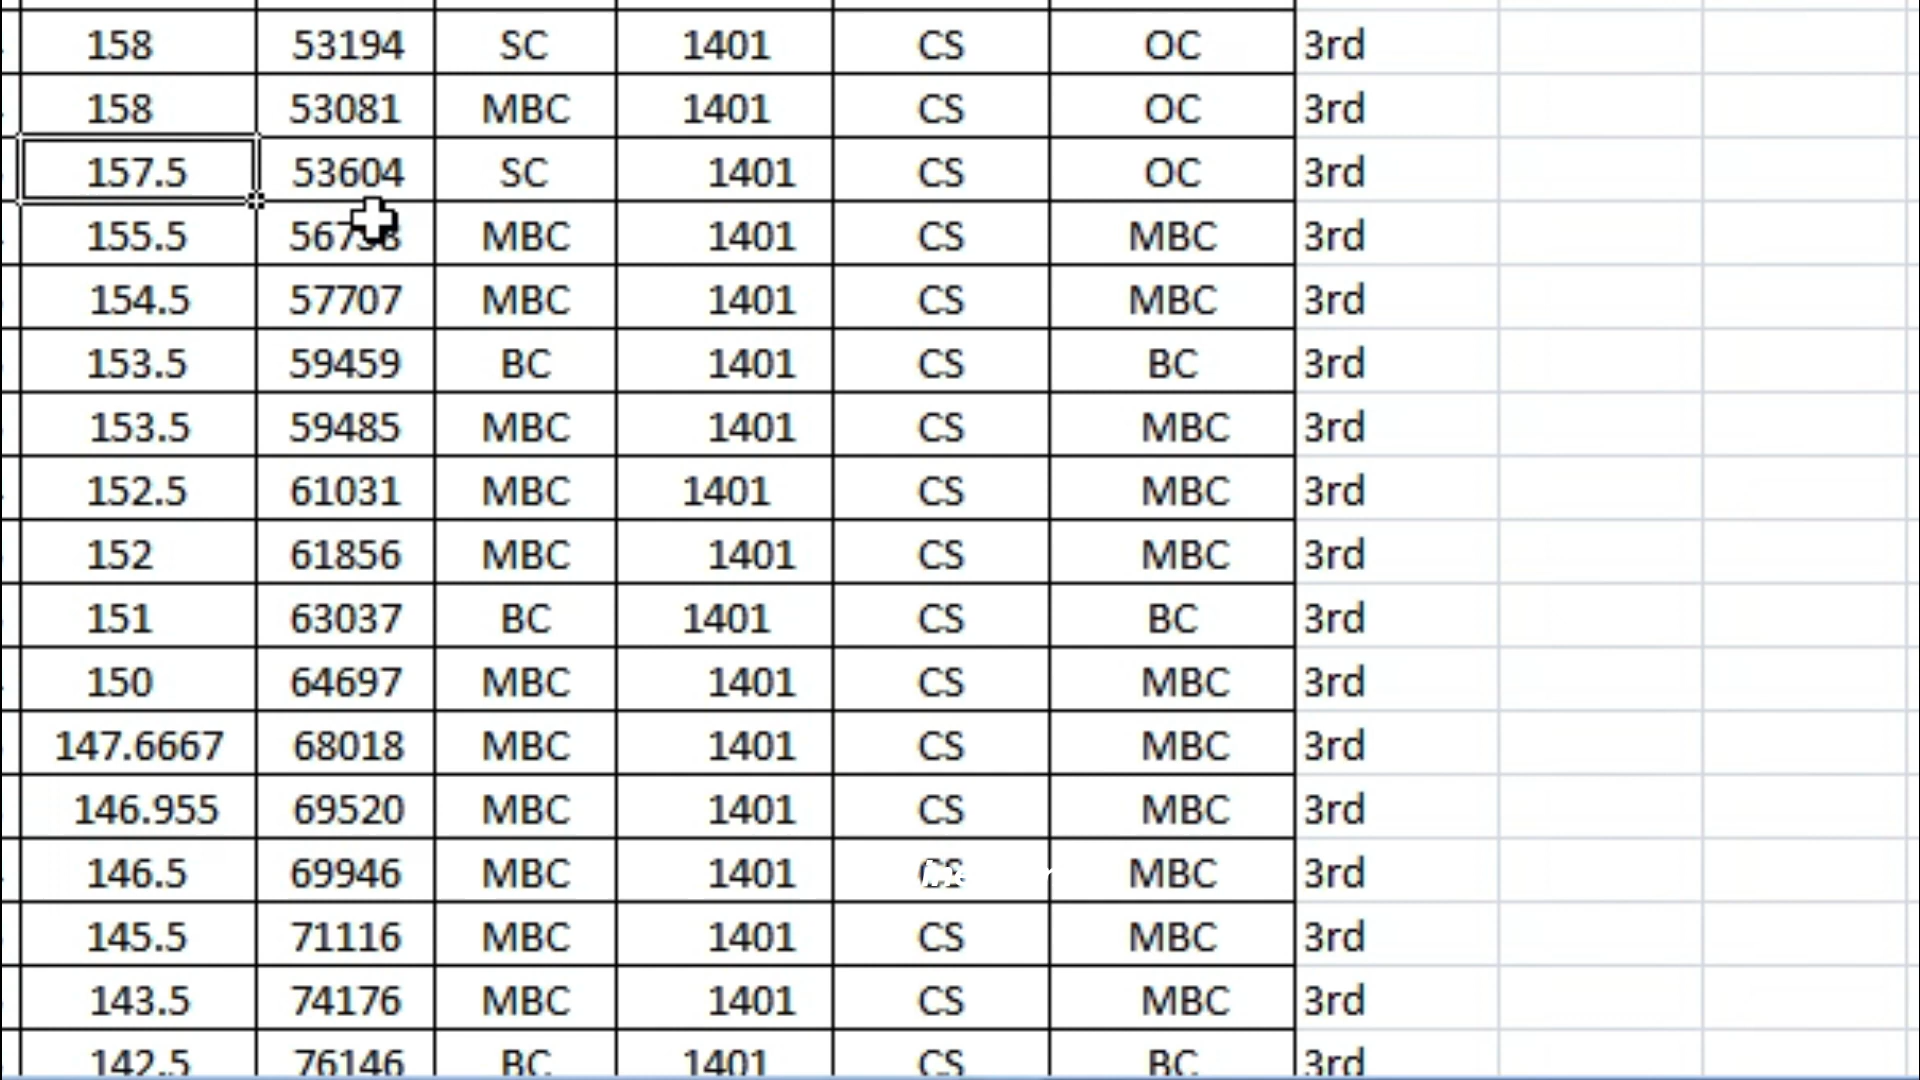 158 53194 SC 1401 CS OC 3rd
158 53081 MBC 1401 CS OC 3rd
157.5 53604 SC 1401 CS OC 3rd
155.5 MBC 1401 CS MBC 3rd
154.5 57707 MBC 1401 CS MBC 3rd
153.5 59459 BC 1401 CS BC 3rd
153.5 59485 MBC 1401 CS MBC 3rd
152.5 61031 MBC 1401 CS MBC 3rd
152 61856 MBC 1401 CS MBC 3rd
151 63037 BC 1401 CS BC 3rd
150 64697 MBC 1401 CS MBC 3rd
147.6667 68018 MBC 1401 CS MBC 3rd
146.955 69520 MBC 1401 CS MBC 3rd
146.5 69946 MBC 1401 CS MBC 3rd
145.5 71116 MBC 1401 CS MBC 3rd
143.5 74176 MBC 1401 CS MBC 3rd
142.5 76146 BC 1401 CS BC 3rd